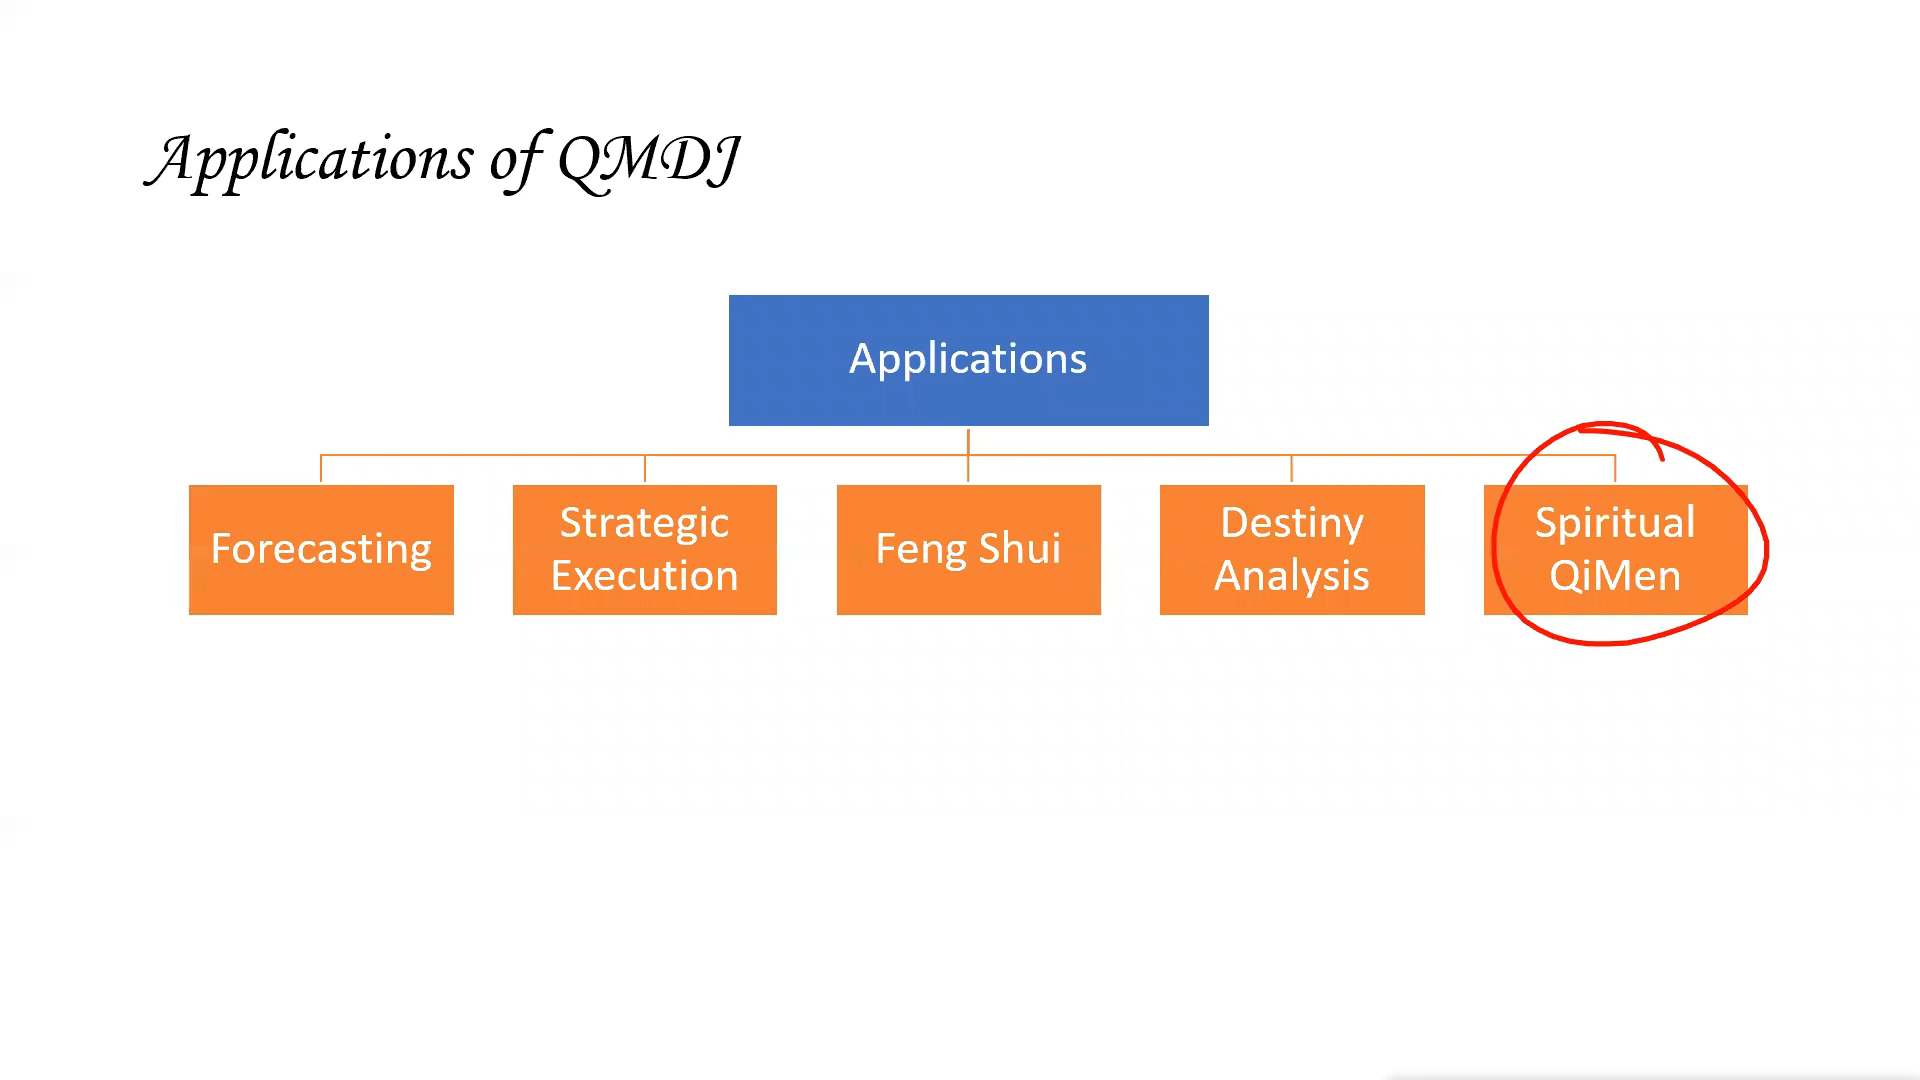 Applications of QMDJ
Applications
Forecasting
Strategic
Execution
Feng Shui
Destiny
Analysis
Spiritual
QiMen